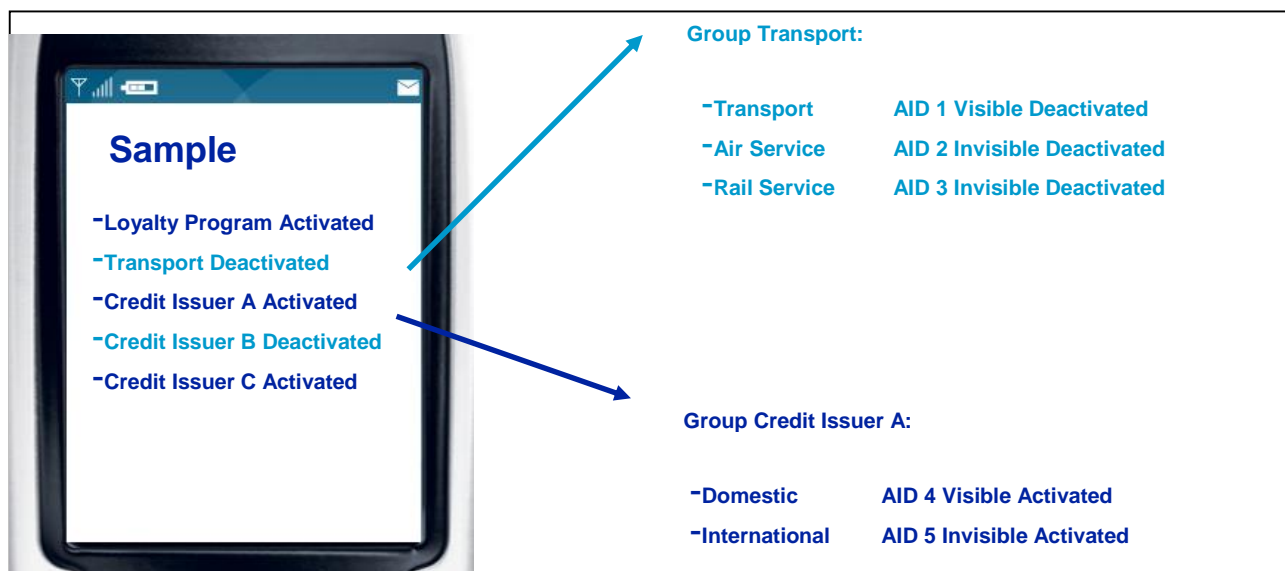 Sample
-Loyalty Program Activated
-Transport Deactivated
-Credit Issuer A Activated
-Credit Issuer B Deactivated
-Credit Issuer C Activated
Group Transport:
-Transport AID 1 Visible Deactivated
-Air Service AID 2 Invisible Deactivated
-Rail Service AID 3 Invisible Deactivated
Group Credit Issuer A:
-Domestic AID 4 Visible Activated
-International AID 5 Invisible Activated